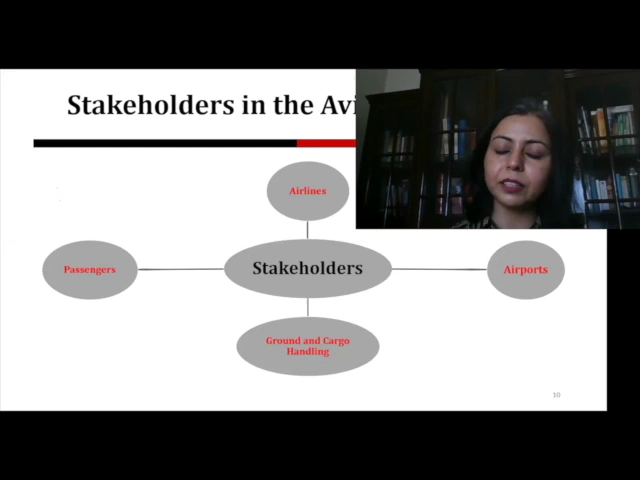 Stakeholders in the Avi
Airlines
Passengers
Stakeholders
Airports
Ground and Cargo
Handling
10